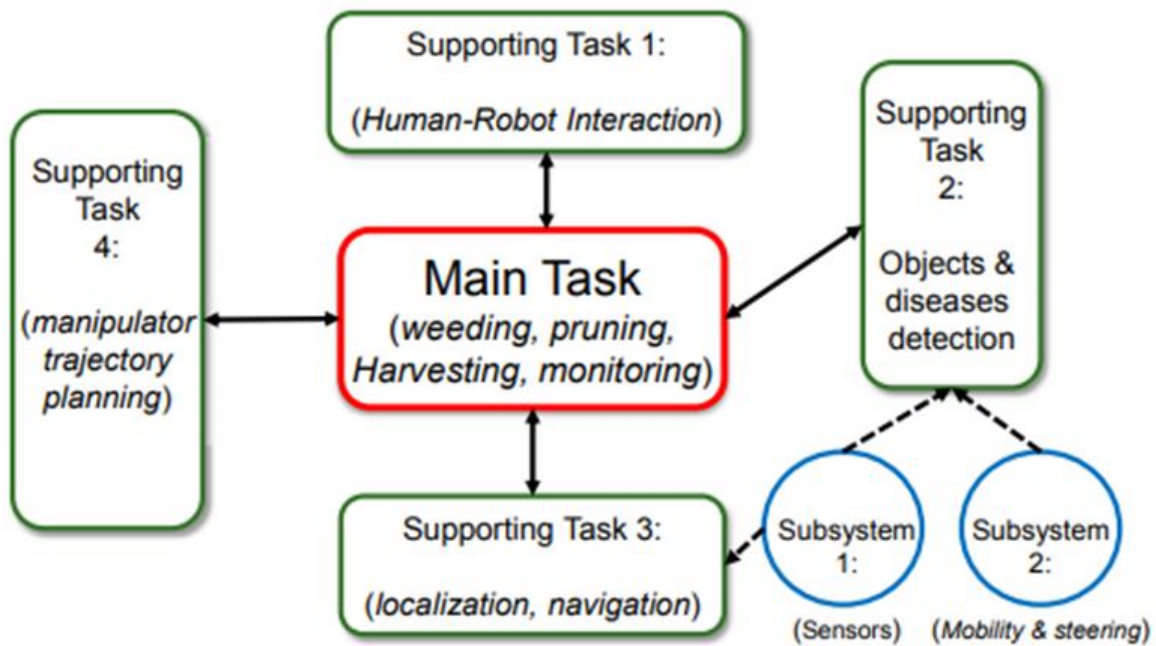 Supporting Task 1:
(Human-Robot Interaction)
Supporting
Task
2:
Objects &
diseases
detection
Supporting
Task
4:
(manipulator
trajectory
planning)
Main Task
(weeding, pruning,
Harvesting, monitoring)
Supporting Task 3:
(localization, navigation)
Subsystem
1:
(Sensors)
Subsystem
2:
(Mobility & steering)